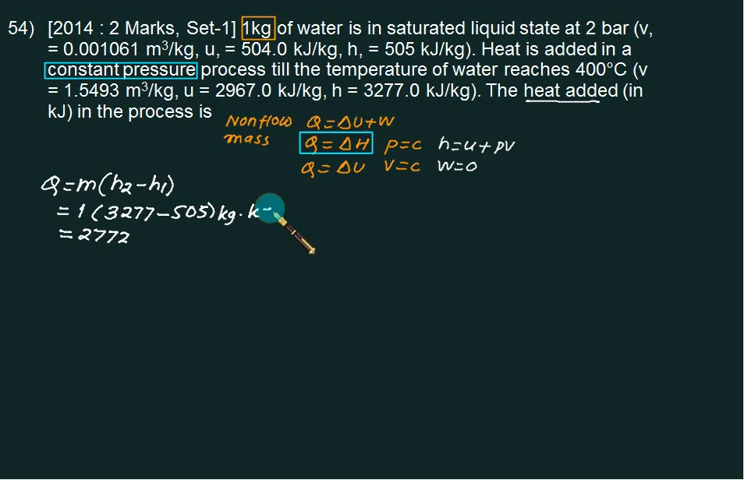 54) [2014 : 2 Marks, Set-1] 1kg of water is in saturated liquid state at 2 bar (v,
= 0.001061 m³/kg, u, = 504.0 kJ/kg, h, = 505 kJ/kg). Heat is added in a
constant pressure process till the temperature of water reaches 400°C (v
= 1.5493 m³/kg, u = 2967.0 kJ/kg, h = 3277.0 kJ/kg). The heat added (in
kJ) in the process is
Nonflow Q = ΔU + W
mass Q = ΔH p = c h = u + pv
Q = ΔU V = c W = 0
Q = m (h2 - h1)
= 1 (3277 - 505) kg . k
= 2772